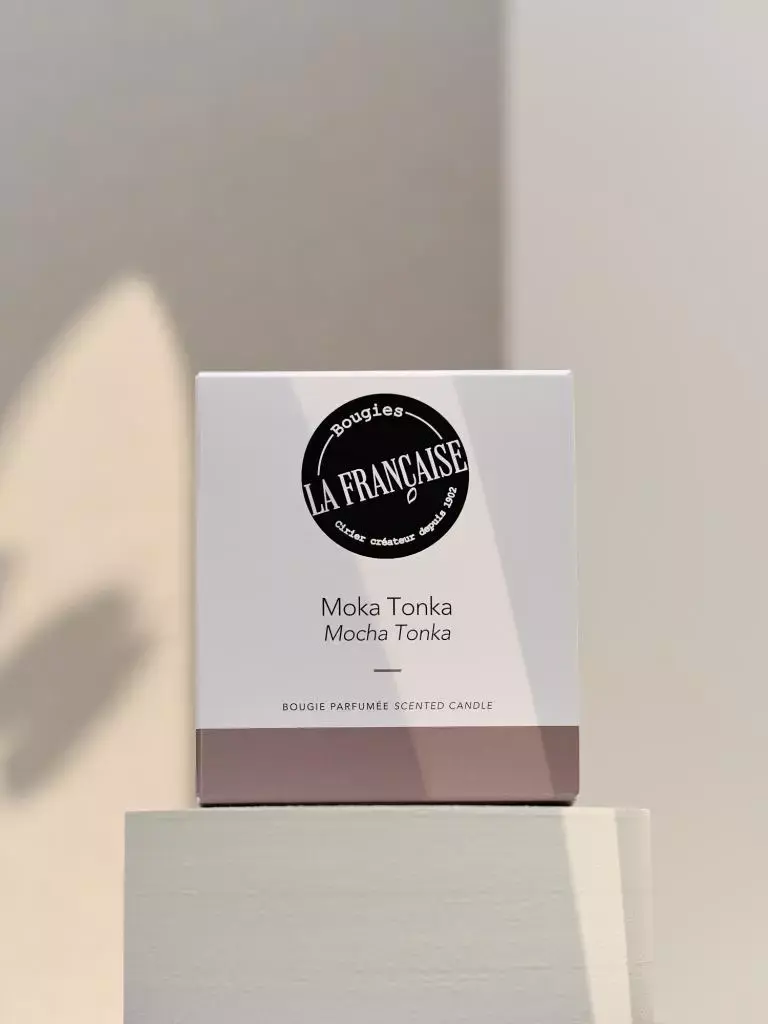 Bougies
LA FRANÇAISE
Cirier créateur depuis 1902
Moka Tonka
Mocha Tonka
BOUGIE PARFUMÉE SCENTED CANDLE